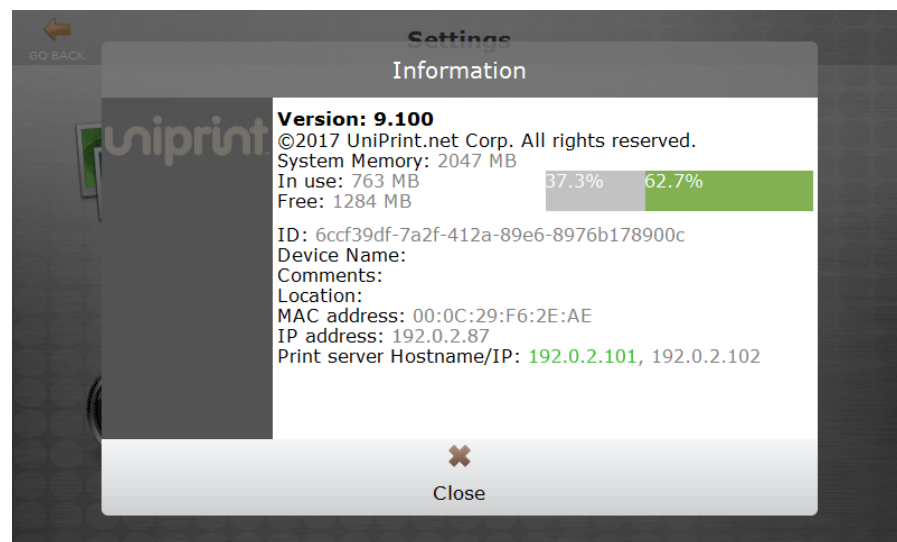 Settings
GO BACK
Information
uniprint
Version: 9.100
©2017 UniPrint.net Corp. All rights reserved.
System Memory: 2047 MB
In use: 763 MB
37.3% 62.7%
Free: 1284 MB
ID: 6ccf39df-7a2f-412a-89e6-8976b178900c
Device Name:
Comments:
Location:
MAC address: 00:0C:29:F6:2E:AE
IP address: 192.0.2.87
Print server Hostname/IP: 192.0.2.101, 192.0.2.102
Close